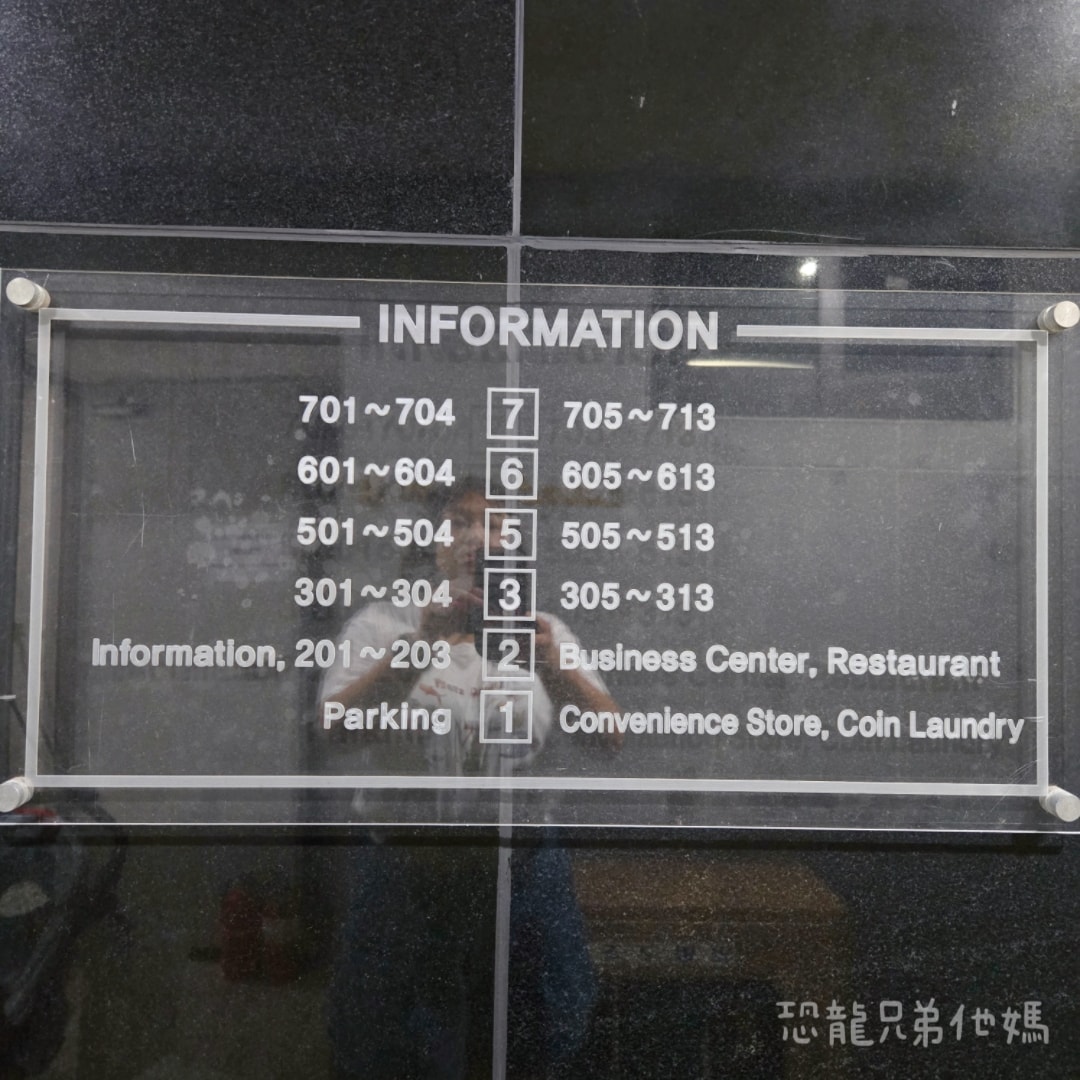 INFORMATION
701~704 7 705~713
601~604 6 605~613
501~504 5 505~513
301~304 3 305~313
Information, 201~203 2 Business Center, Restaurant
Parking 1 Convenience Store, Coin Laundry
恐龍兄弟他媽